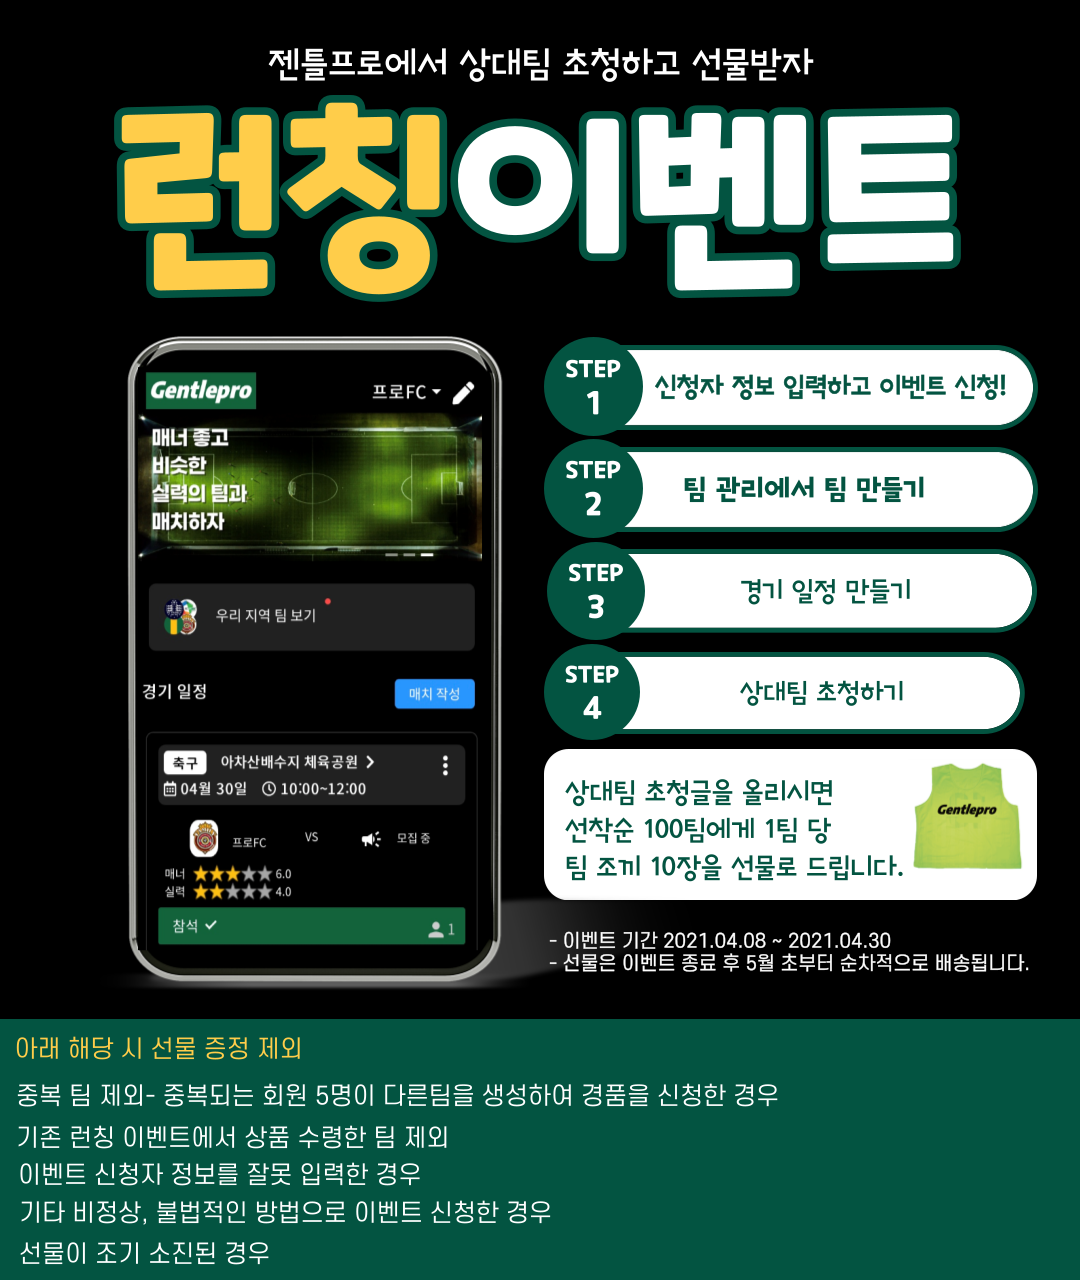 젠틀프로에서 상대팀 초청하고 선물받자
런칭이벤트
Gentlepro
프로FC
매너 좋고
비슷한
실력의 팀과
매치하자
우리 지역 팀 보기
경기 일정
매치 작성
축구 아차산배수지 체육공원
04월 30일 10:00~12:00
프로FC VS 모집 중
매너 6.0
실력 4.0
참석 1
STEP
1
신청자 정보 입력하고 이벤트 신청!
STEP
2
팀 관리에서 팀 만들기
STEP
3
경기 일정 만들기
STEP
4
상대팀 초청하기
상대팀 초청글을 올리시면
선착순 100팀에게 1팀 당
팀 조끼 10장을 선물로 드립니다.
Gentlepro
- 이벤트 기간 2021.04.08 ~ 2021.04.30
- 선물은 이벤트 종료 후 5월 초부터 순차적으로 배송됩니다.
아래 해당 시 선물 증정 제외
중복 팀 제외- 중복되는 회원 5명이 다른팀을 생성하여 경품을 신청한 경우
기존 런칭 이벤트에서 상품 수령한 팀 제외
이벤트 신청자 정보를 잘못 입력한 경우
기타 비정상, 불법적인 방법으로 이벤트 신청한 경우
선물이 조기 소진된 경우